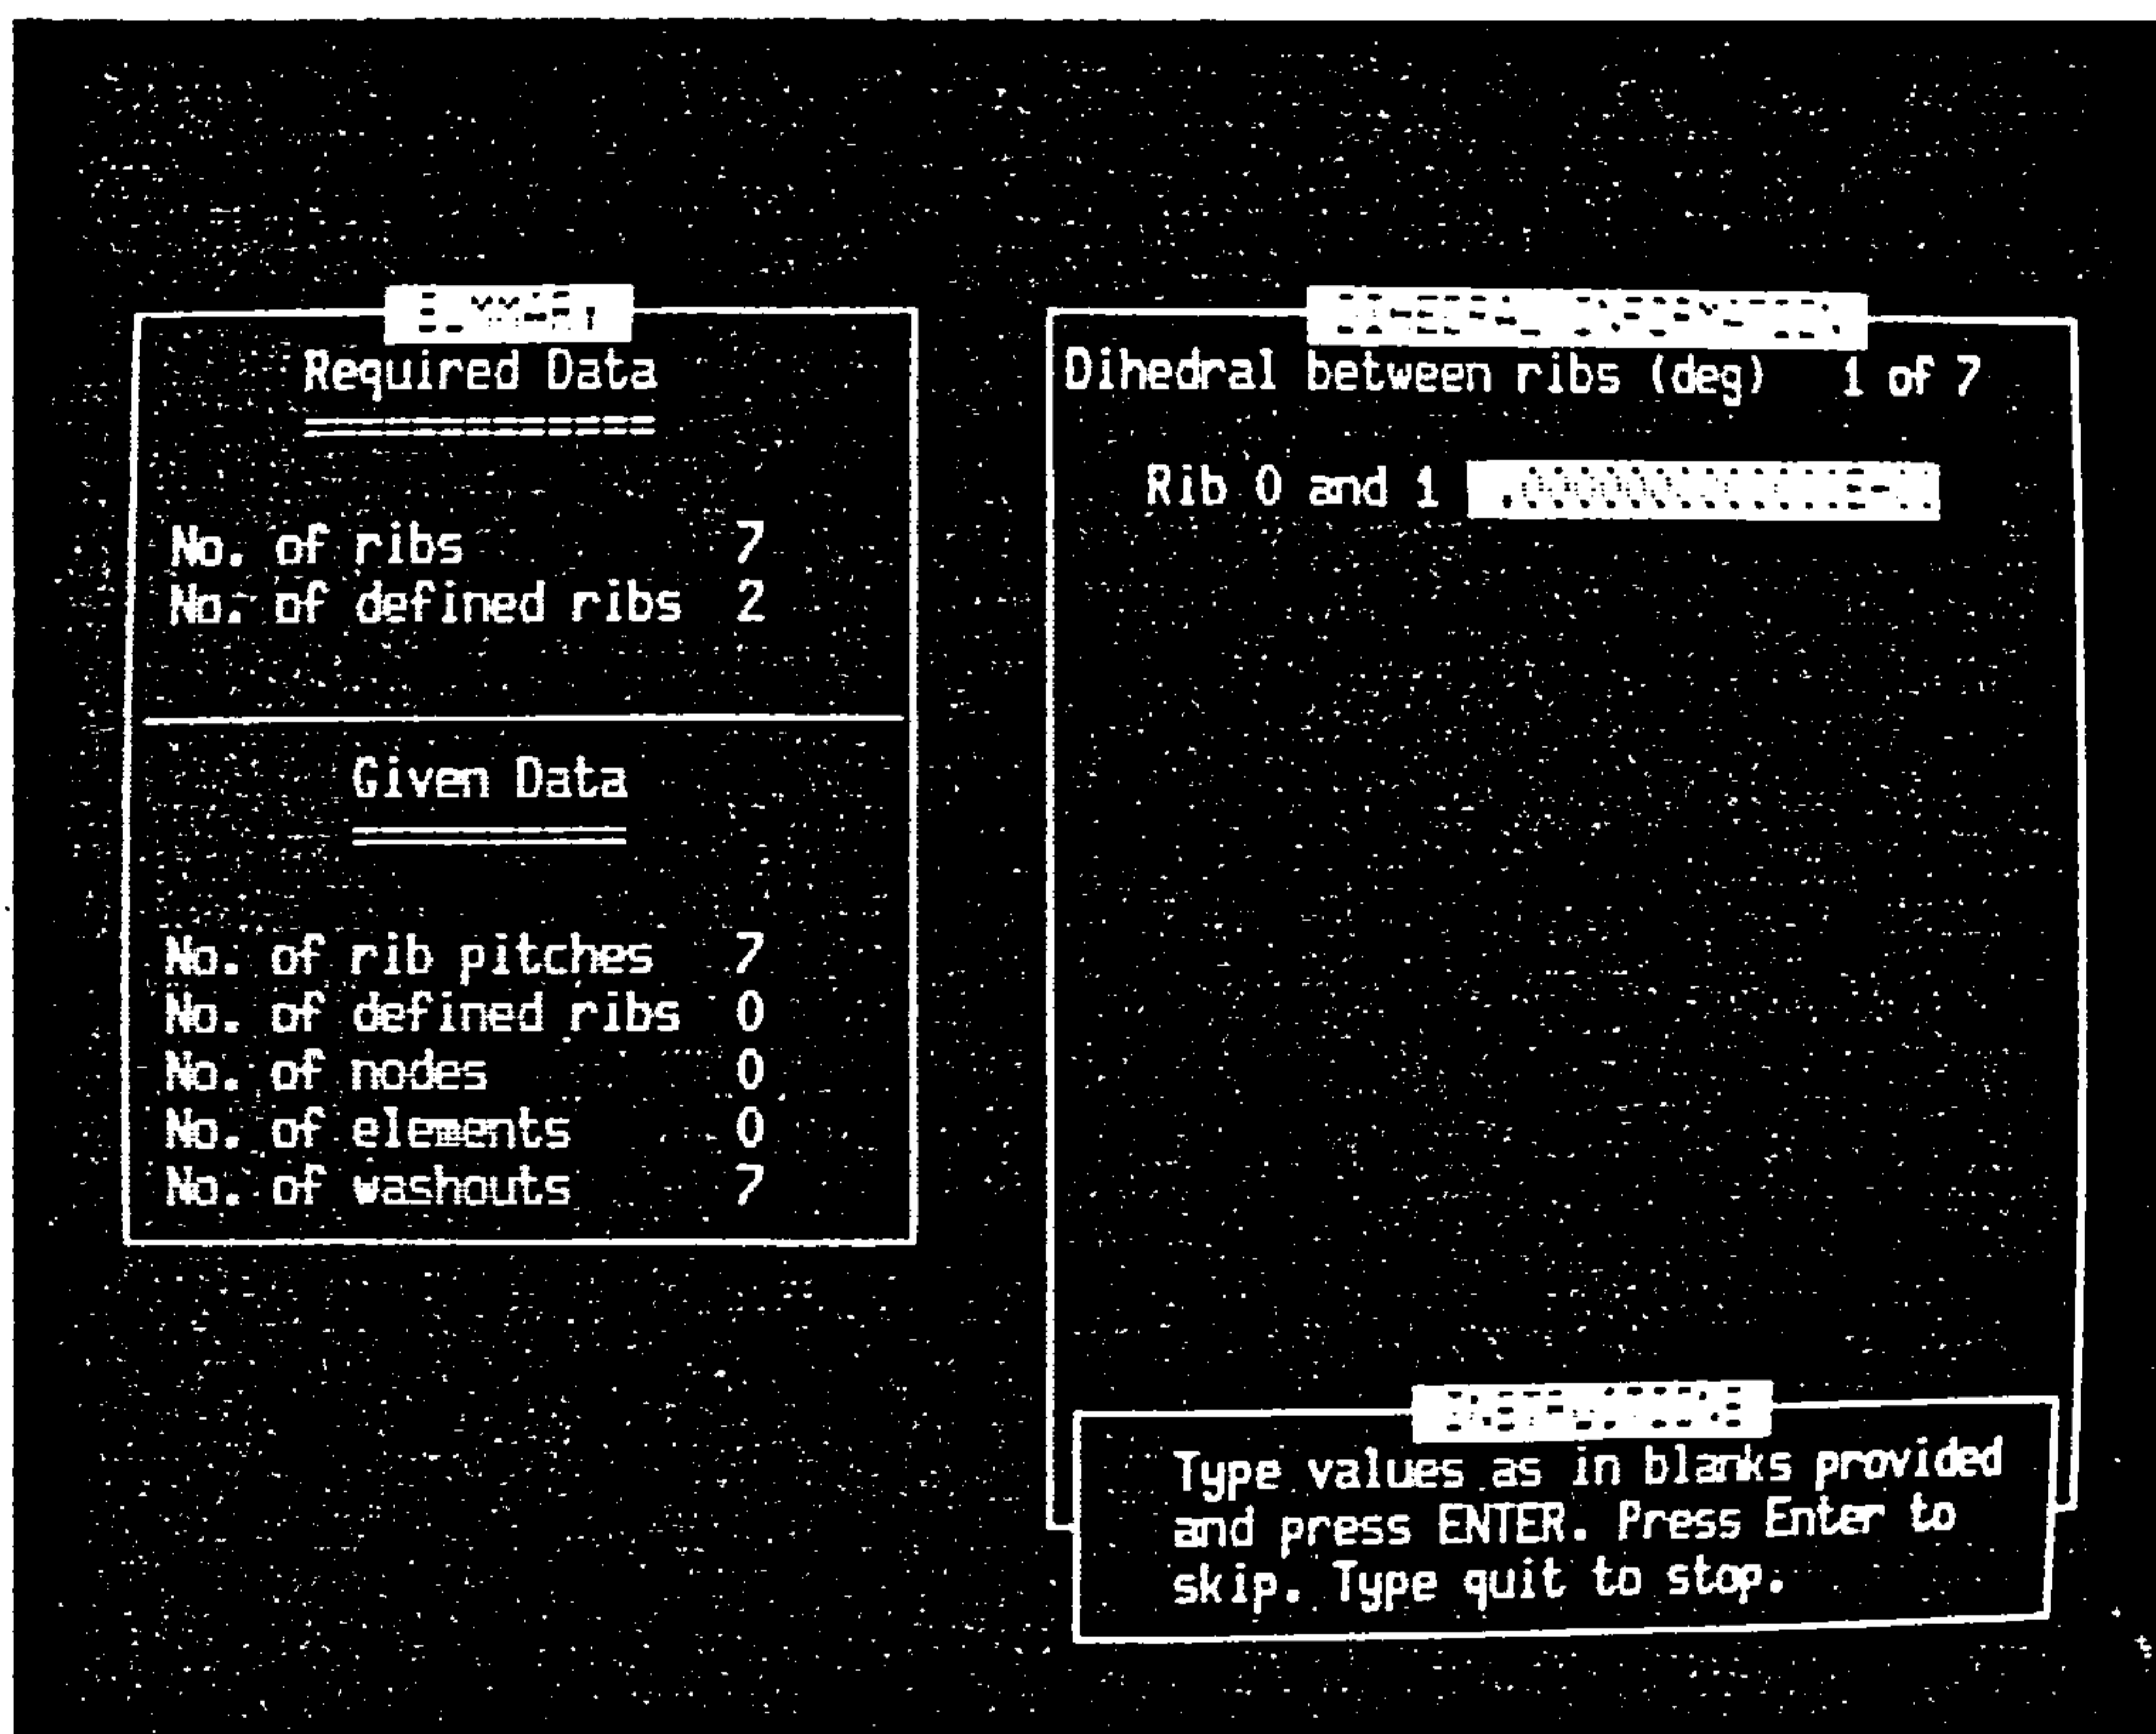 Required Data
No. of ribs 7
No. of defined ribs 2
Given Data
No. of rib pitches 7
No. of defined ribs 0
No. of nodes 0
No. of elements 0
No. of washouts 7
Dihedral between ribs (deg) 1 of 7
Rib 0 and 1
Type values as in blanks provided
and press ENTER. Press Enter to
skip. Type quit to stop.